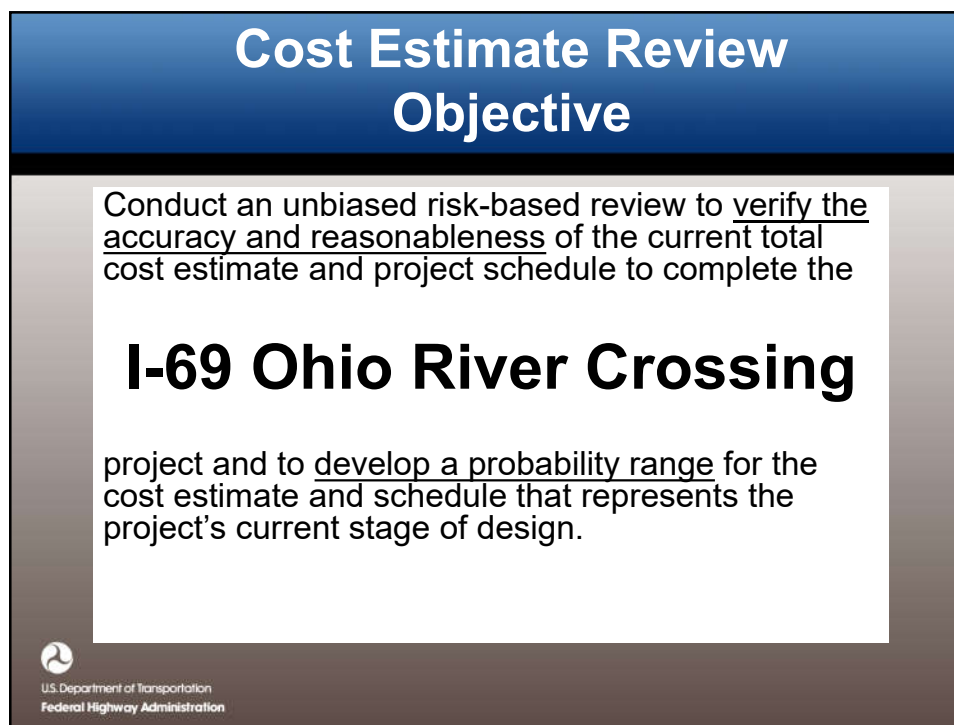 Cost Estimate Review
Objective
Conduct an unbiased risk-based review to verify the
accuracy and reasonableness of the current total
cost estimate and project schedule to complete the
I-69 Ohio River Crossing
project and to develop a probability range for the
cost estimate and schedule that represents the
project’s current stage of design.
U.S. Department of Transportation
Federal Highway Administration